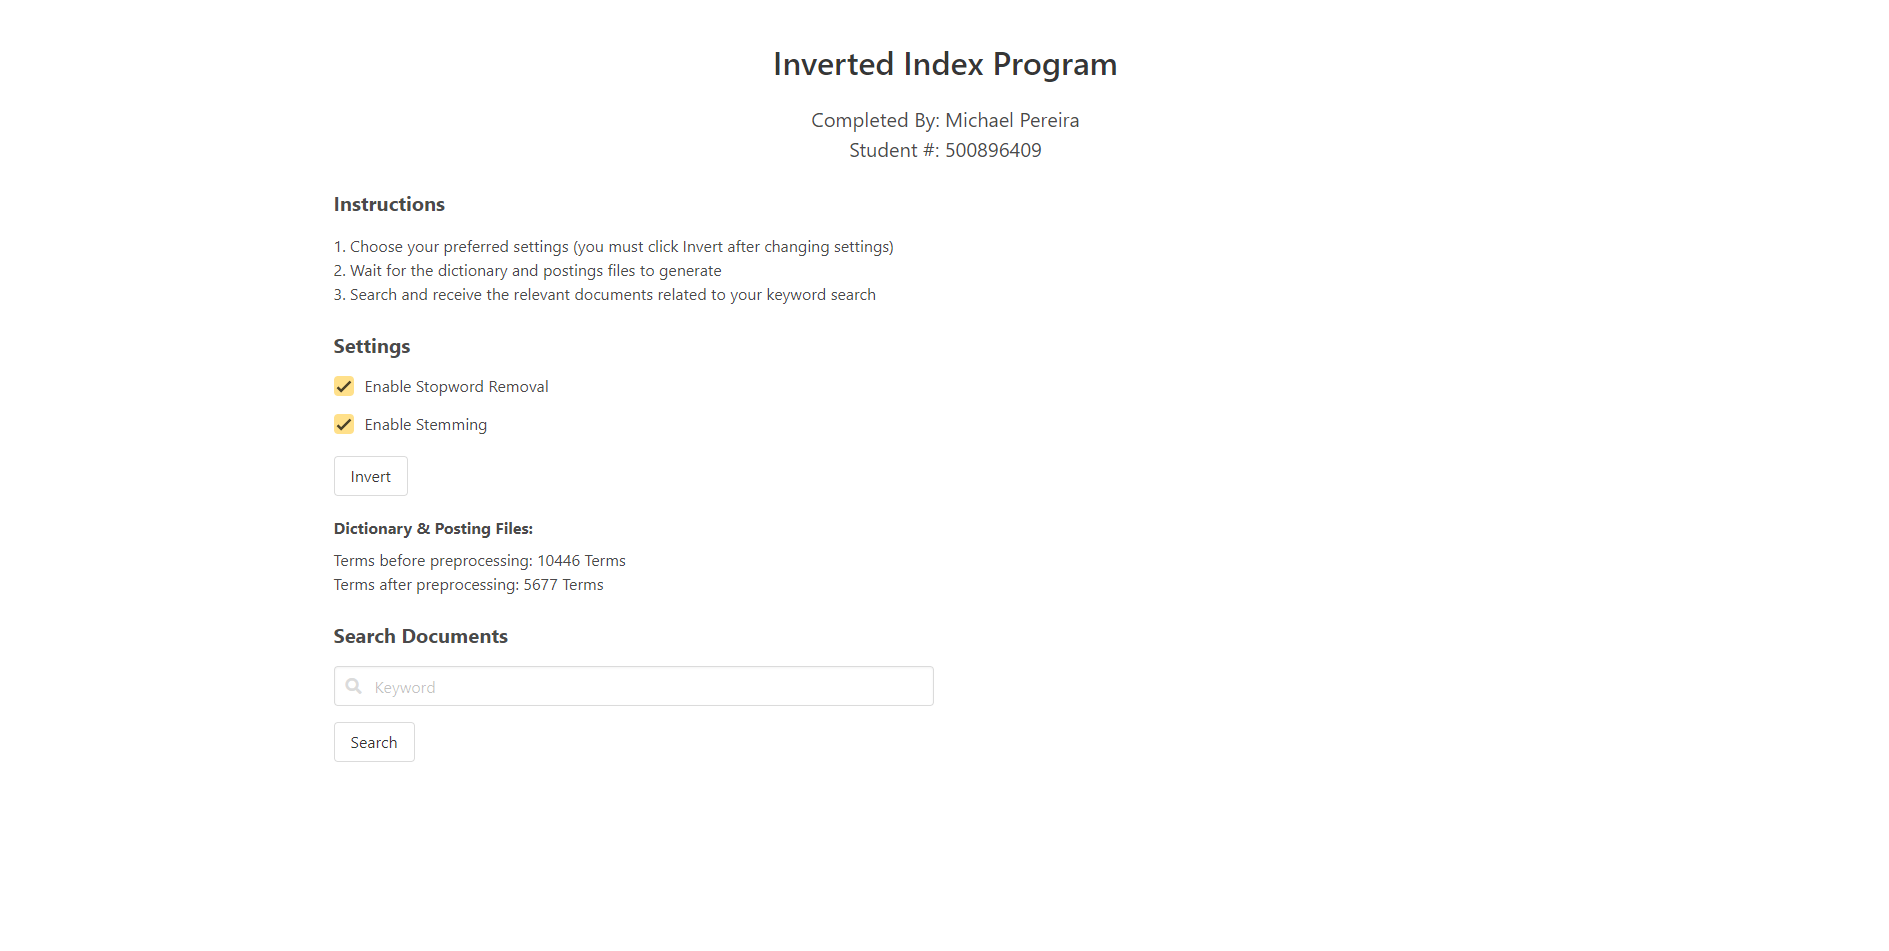 Inverted Index Program
Completed By: Michael Pereira
Student #: 500896409
Instructions
1. Choose your preferred settings (you must click Invert after changing settings)
2. Wait for the dictionary and postings files to generate
3. Search and receive the relevant documents related to your keyword search
Settings
Enable Stopword Removal
Enable Stemming
Invert
Dictionary & Posting Files:
Terms before preprocessing: 10446 Terms
Terms after preprocessing: 5677 Terms
Search Documents
Keyword
Search